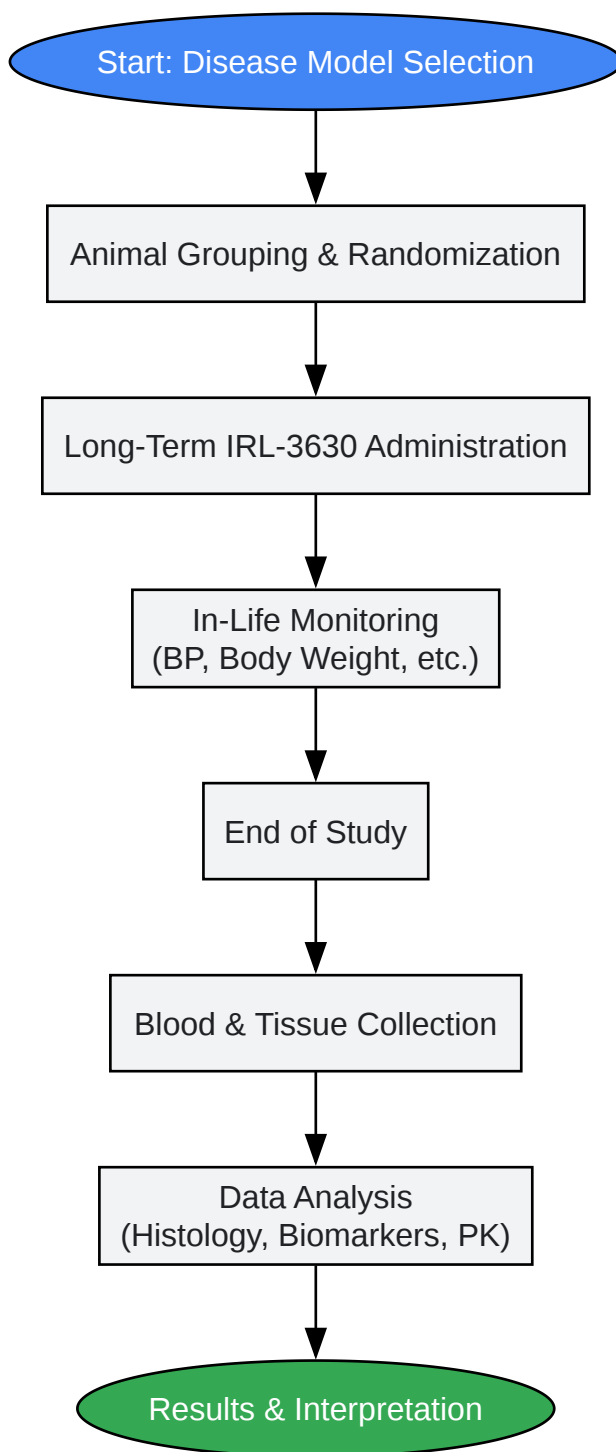 Start: Disease Model Selection
Animal Grouping & Randomization
Long-Term IRL-3630 Administration
In-Life Monitoring
(BP, Body Weight, etc.)
End of Study
Blood & Tissue Collection
Data Analysis
(Histology, Biomarkers, PK)
Results & Interpretation